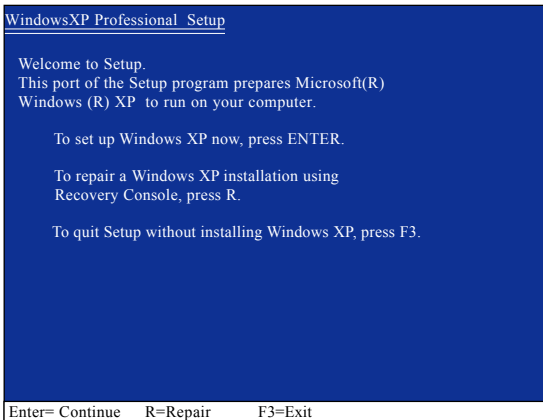 WindowsXP Professional Setup
Welcome to Setup.
This port of the Setup program prepares Microsoft(R)
Windows (R) XP to run on your computer.
To set up Windows XP now, press ENTER.
To repair a Windows XP installation using
Recovery Console, press R.
To quit Setup without installing Windows XP, press F3.
Enter= Continue R=Repair F3=Exit